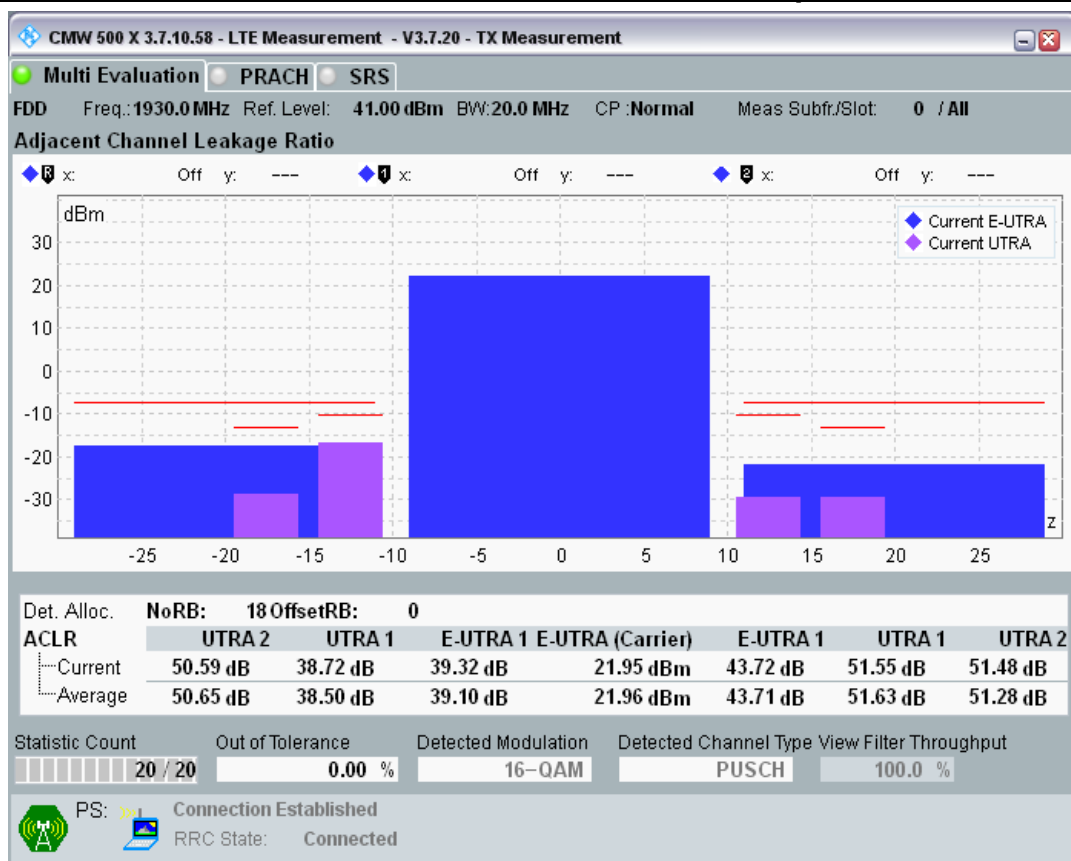 CMW 500 X 3.7.10.58 - LTE Measurement - V3.7.20 - TX Measurement
Multi Evaluation PRACH SRS
FDD Freq.: 1930.0 MHz Ref. Level: 41.00 dBm BW: 20.0 MHz CP : Normal Meas Subfr./Slot: 0 / All
Adjacent Channel Leakage Ratio
R x: Off y: --- 1 x: Off y: --- 2 x: Off y: ---
dBm
Current E-UTRA
Current UTRA
30
20
10
0
-10
-20
-30
z
-25 -20 -15 -10 -5 0 5 10 15 20 25
Det. Alloc. NoRB: 18 OffsetRB: 0
ACLR UTRA 2 UTRA 1 E-UTRA 1 E-UTRA (Carrier) E-UTRA 1 UTRA 1 UTRA 2
Current 50.59 dB 38.72 dB 39.32 dB 21.95 dBm 43.72 dB 51.55 dB 51.48 dB
Average 50.65 dB 38.50 dB 39.10 dB 21.96 dBm 43.71 dB 51.63 dB 51.28 dB
Statistic Count Out of Tolerance Detected Modulation Detected Channel Type View Filter Throughput
20 / 20 0.00 % 16-QAM PUSCH 100.0 %
PS: Connection Established
RRC State: Connected